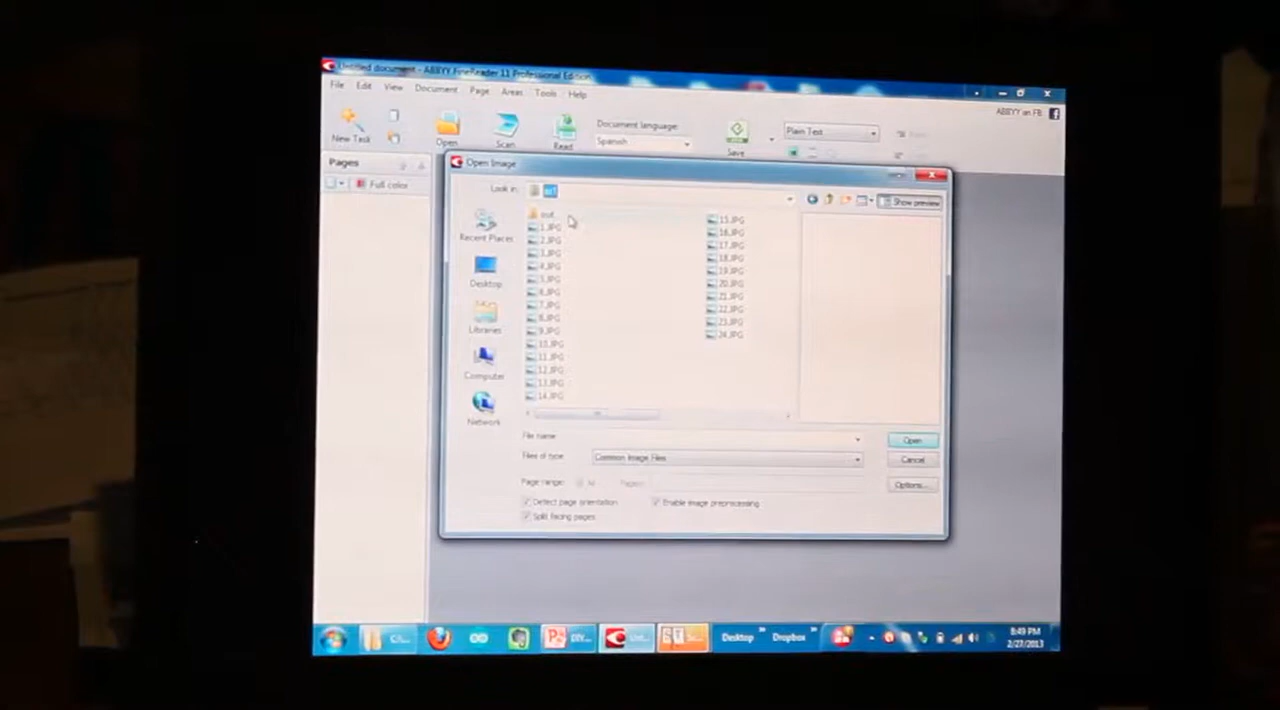 Untitled document - ABBYY FineReader 11 Professional Edition
File Edit View Document Page Areas Tools Help
ABBYY on FB
New Task Open Scan Read Document language: Spanish Save Plain Text
Pages
Full color
Open Image
Look in:
Show preview
Recent Places
Desktop
Libraries
Computer
Network
out
1.JPG
2.JPG
3.JPG
4.JPG
5.JPG
6.JPG
7.JPG
8.JPG
9.JPG
10.JPG
11.JPG
12.JPG
13.JPG
14.JPG
15.JPG
16.JPG
17.JPG
18.JPG
19.JPG
20.JPG
21.JPG
22.JPG
23.JPG
24.JPG
File name Open
Files of type Common Image Files Cancel
Page range: All Pages Options...
Detect page orientation Enable image preprocessing
Split facing pages
DIY... Desktop Dropbox
8:49 PM
2/27/2013